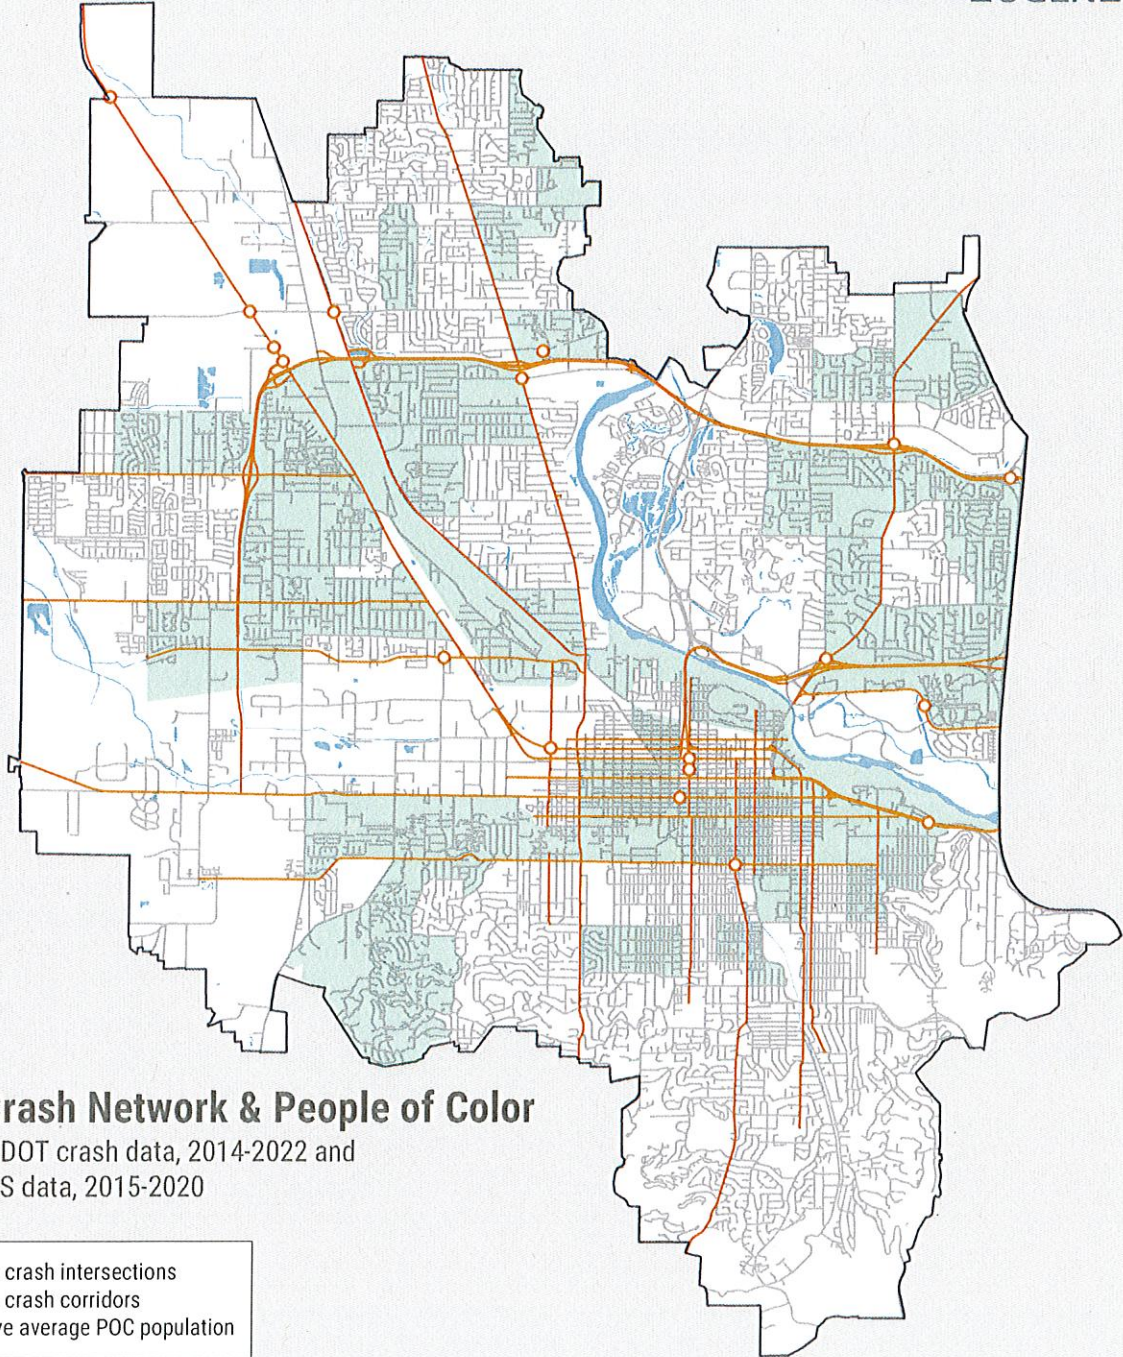 rash Network & People of Color
DOT crash data, 2014-2022 and
S data, 2015-2020
crash intersections
crash corridors
ve average POC population